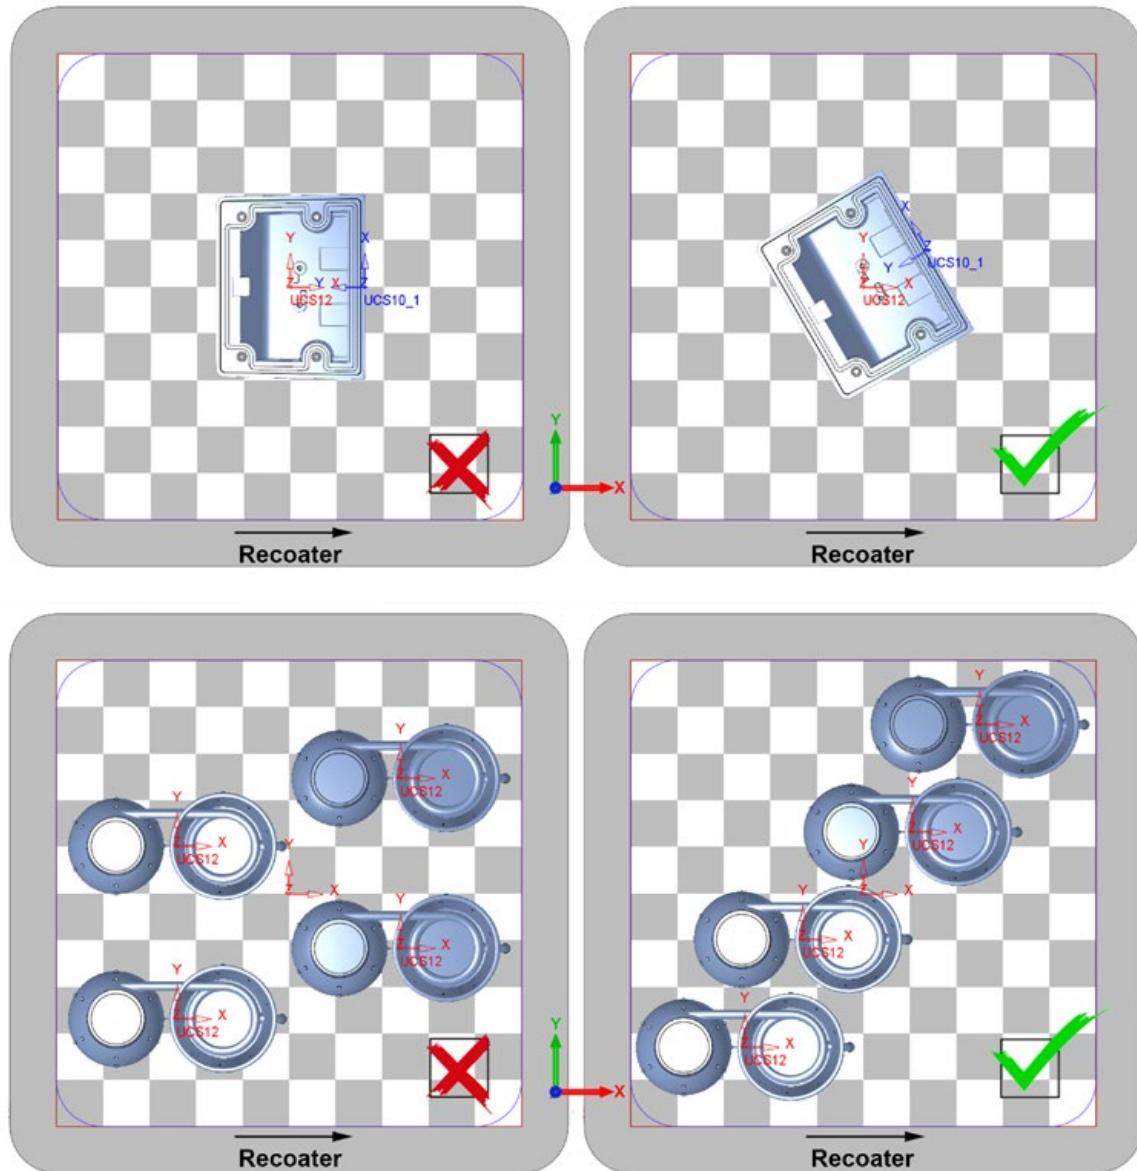 Y X
Z Y X Z
UCS12 UCS10_1
Recoater
Y
X
X
Y Z
Y UCS10_1
Z X
UCS12
Recoater
Y
Z X
UCS12
Y
Z X
UCS12
Y
Z X
Y
Z X
UCS12
Y
Z X
UCS12
Recoater
Y
X
Y
Z X
UCS12
Y
Z X
UCS12
Y
Z X
Y
Z X
UCS12
Y
Z X
UCS12
Recoater